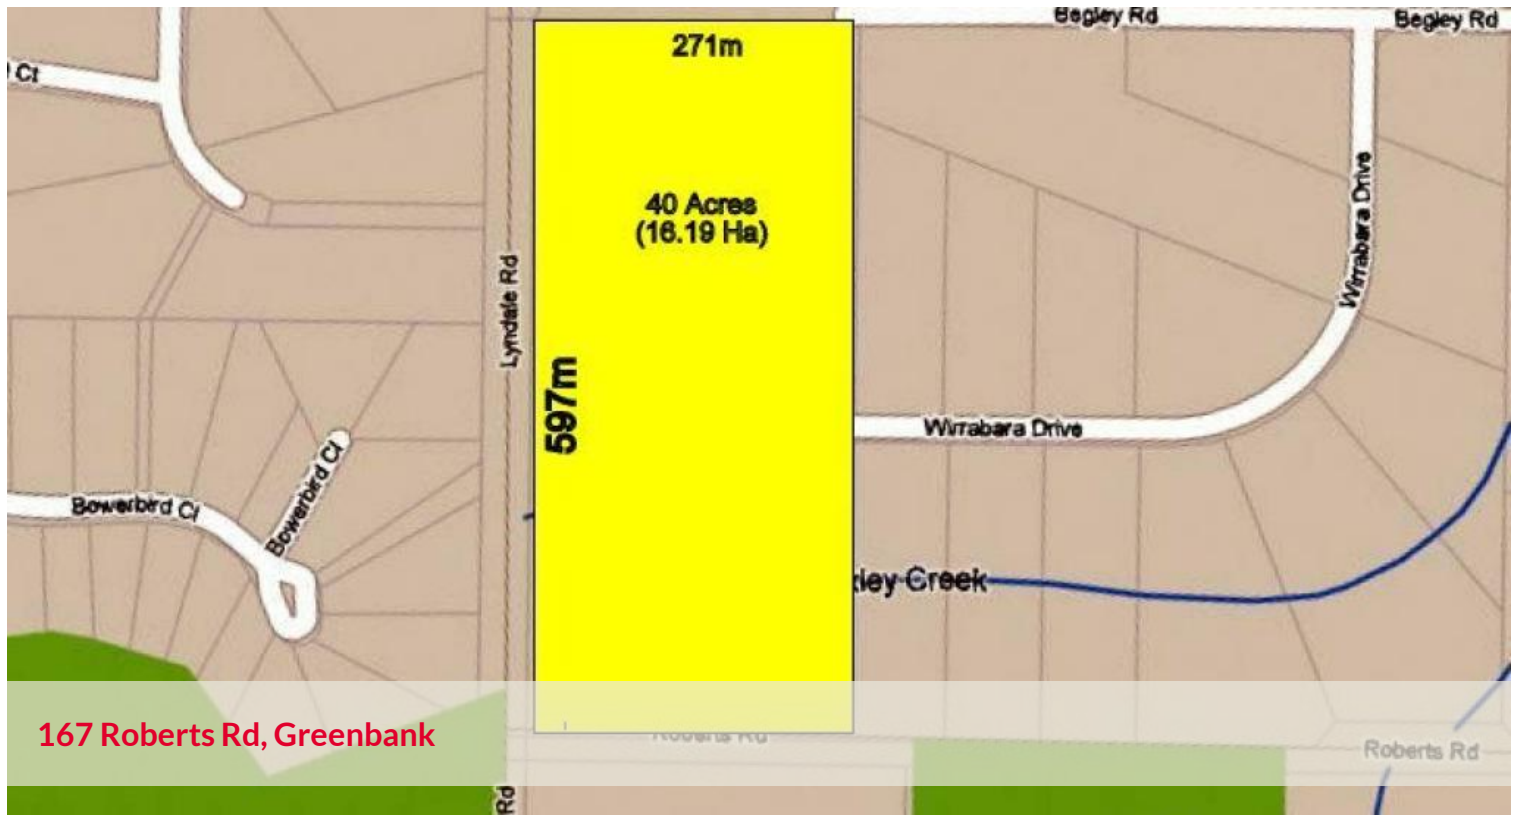 Begley Rd
Begley Rd
271m
Ct
40 Acres
(16.19 Ha)
Wirrabara Drive
Lyndale Rd
597m
Wirrabara Drive
Bowerbird Ct
Bowerbird Ct
xley Creek
167 Roberts Rd, Greenbank
Roberts Rd
Roberts Rd
Rd